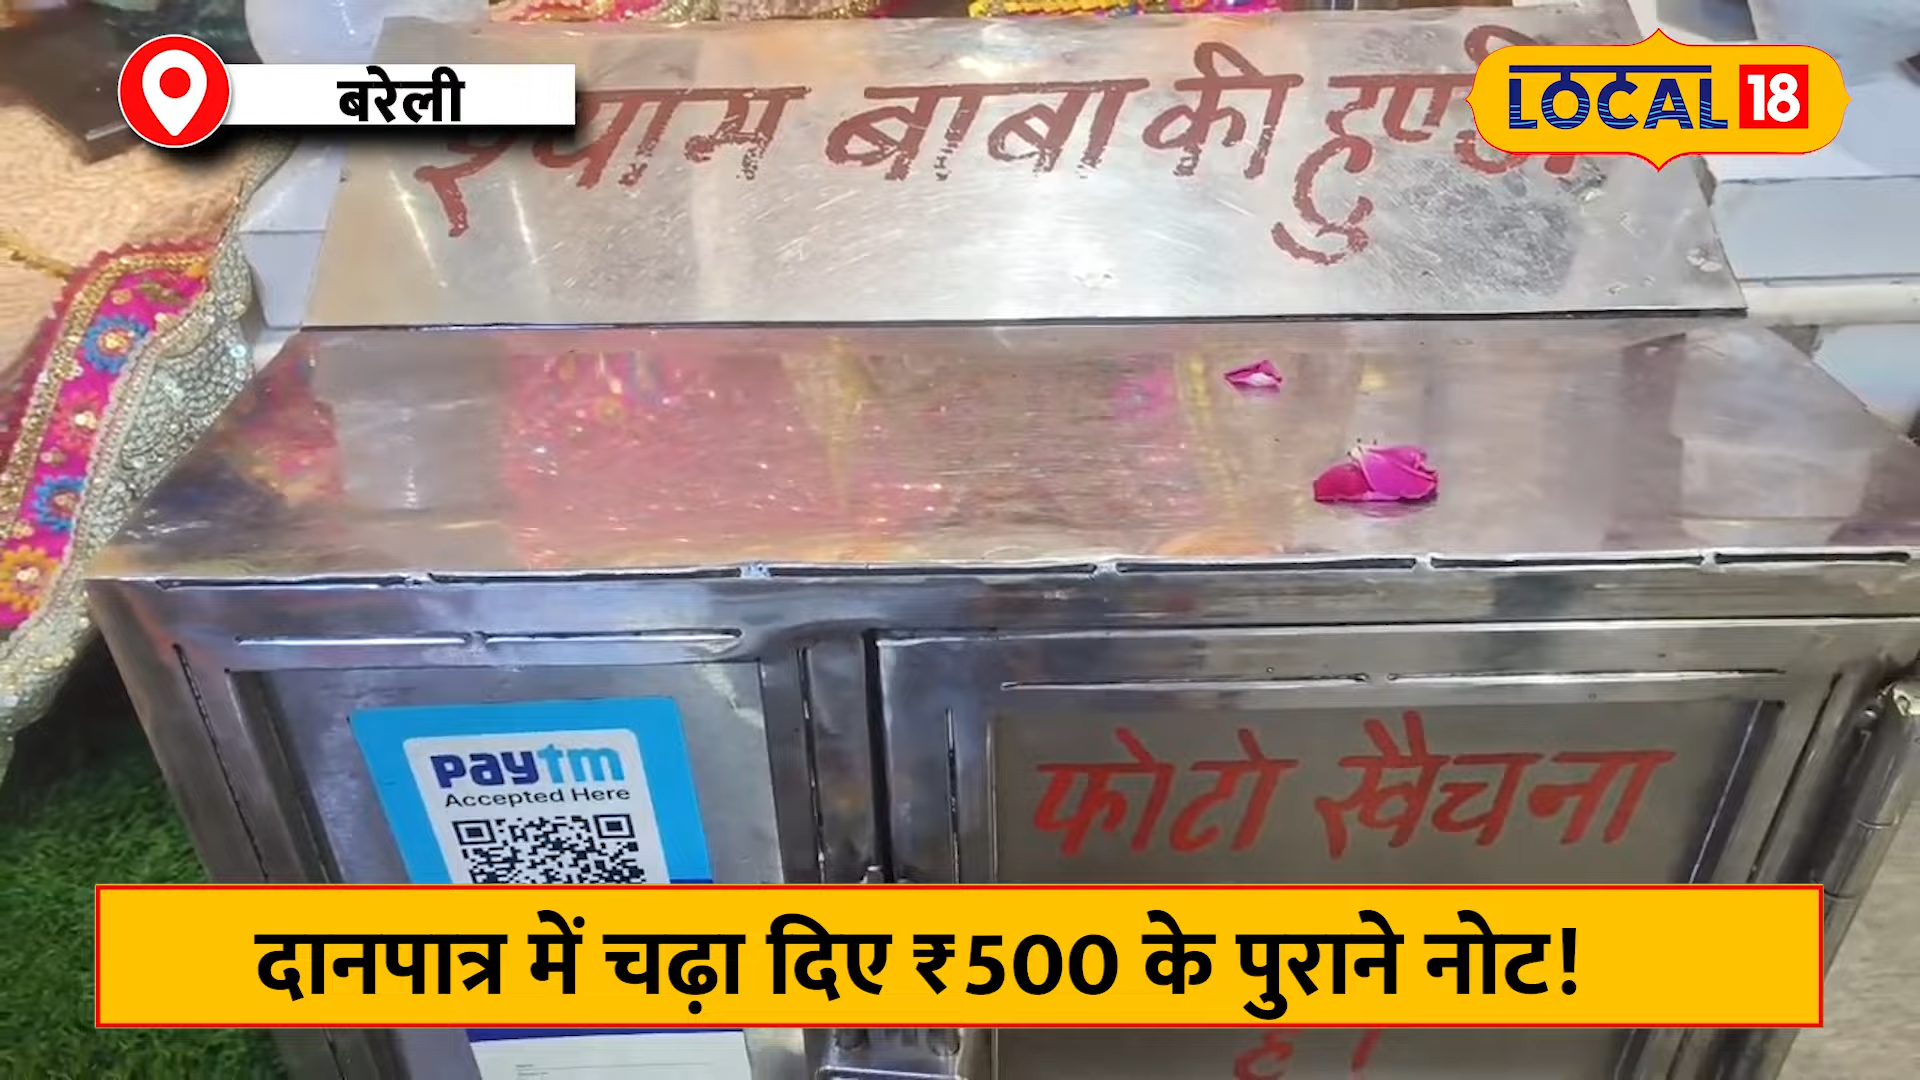 बरेली
LOCAL 18
श्याम बाबा की हुण्डी
paytm
Accepted Here
फोटो खैचना
दानपात्र में चढ़ा दिए ₹500 के पुराने नोट!
है।